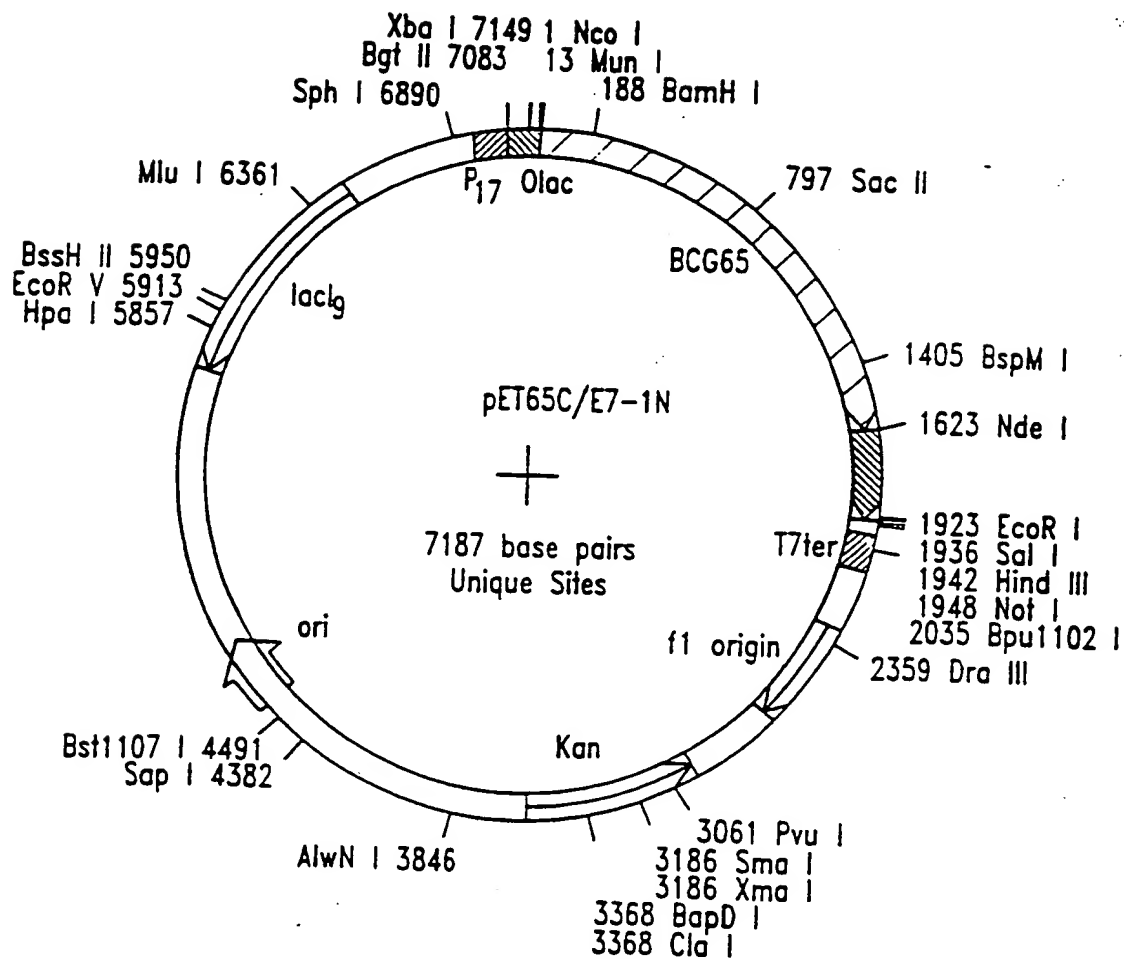 Xba I 7149 1 Nco I
Bgt II 7083 13 Mun I
Sph I 6890 188 BamH I
Mlu I 6361
P17 Olac
797 Sac II
BssH II 5950
EcoR V 5913
Hpa I 5857
lacIg
BCG65
1405 BspM I
pET65C/E7-1N
1623 Nde I
7187 base pairs
Unique Sites
T7ter
1923 EcoR I
1936 Sal I
1942 Hind III
1948 Not I
2035 Bpu1102 I
2359 Dra III
ori
f1 origin
Bst1107 I 4491
Sap I 4382
Kan
AlwN I 3846
3061 Pvu I
3186 Sma I
3186 Xma I
3368 BapD I
3368 Cla I